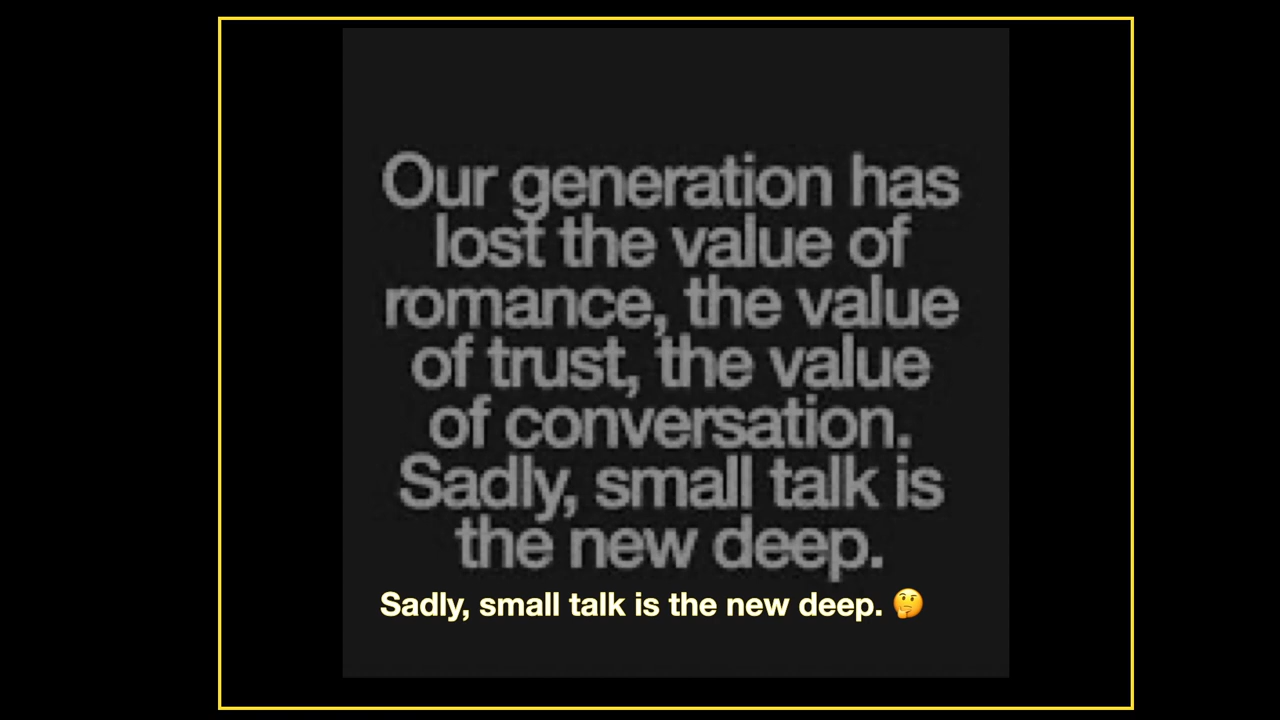 Our generation has
lost the value of
romance, the value
of trust, the value
of conversation.
Sadly, small talk is
the new deep.
Sadly, small talk is the new deep. 🤔